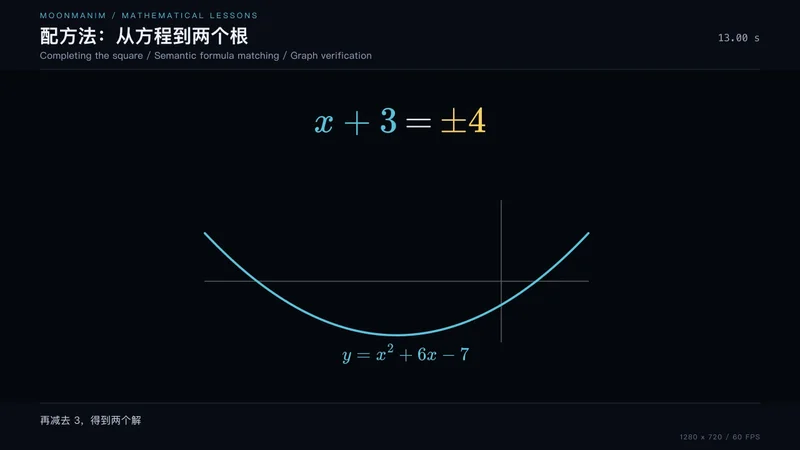 MOONMANIM / MATHEMATICAL LESSONS
配方法：从方程到两个根
13.00 s
Completing the square / Semantic formula matching / Graph verification
x + 3 = ±4
y = x² + 6x − 7
再减去 3，得到两个解
1280 x 720 / 60 FPS